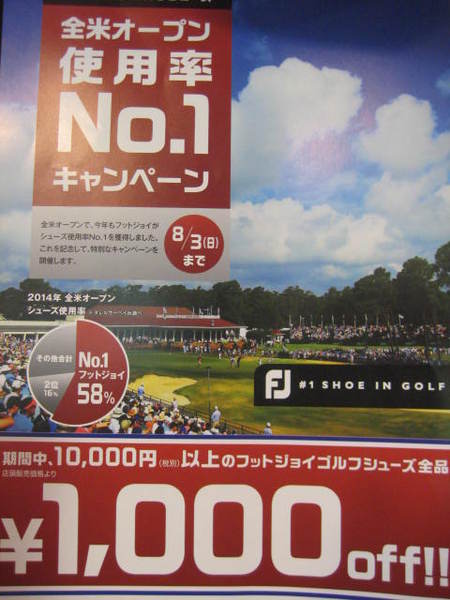 全米オープン
使用率
No.1
キャンペーン
全米オープンで、今年もフットジョイが
シューズ使用率No.1を獲得しました。
これを記念して、特別なキャンペーンを
開催します。
8/3(日)
まで
2014年 全米オープン
シューズ使用率
その他合計
2位
16%
No.1
フットジョイ
58%
FJ #1 SHOE IN GOLF
期間中、10,000円(税別)以上のフットジョイゴルフシューズ全品
店頭販売価格より
¥1,000off!!